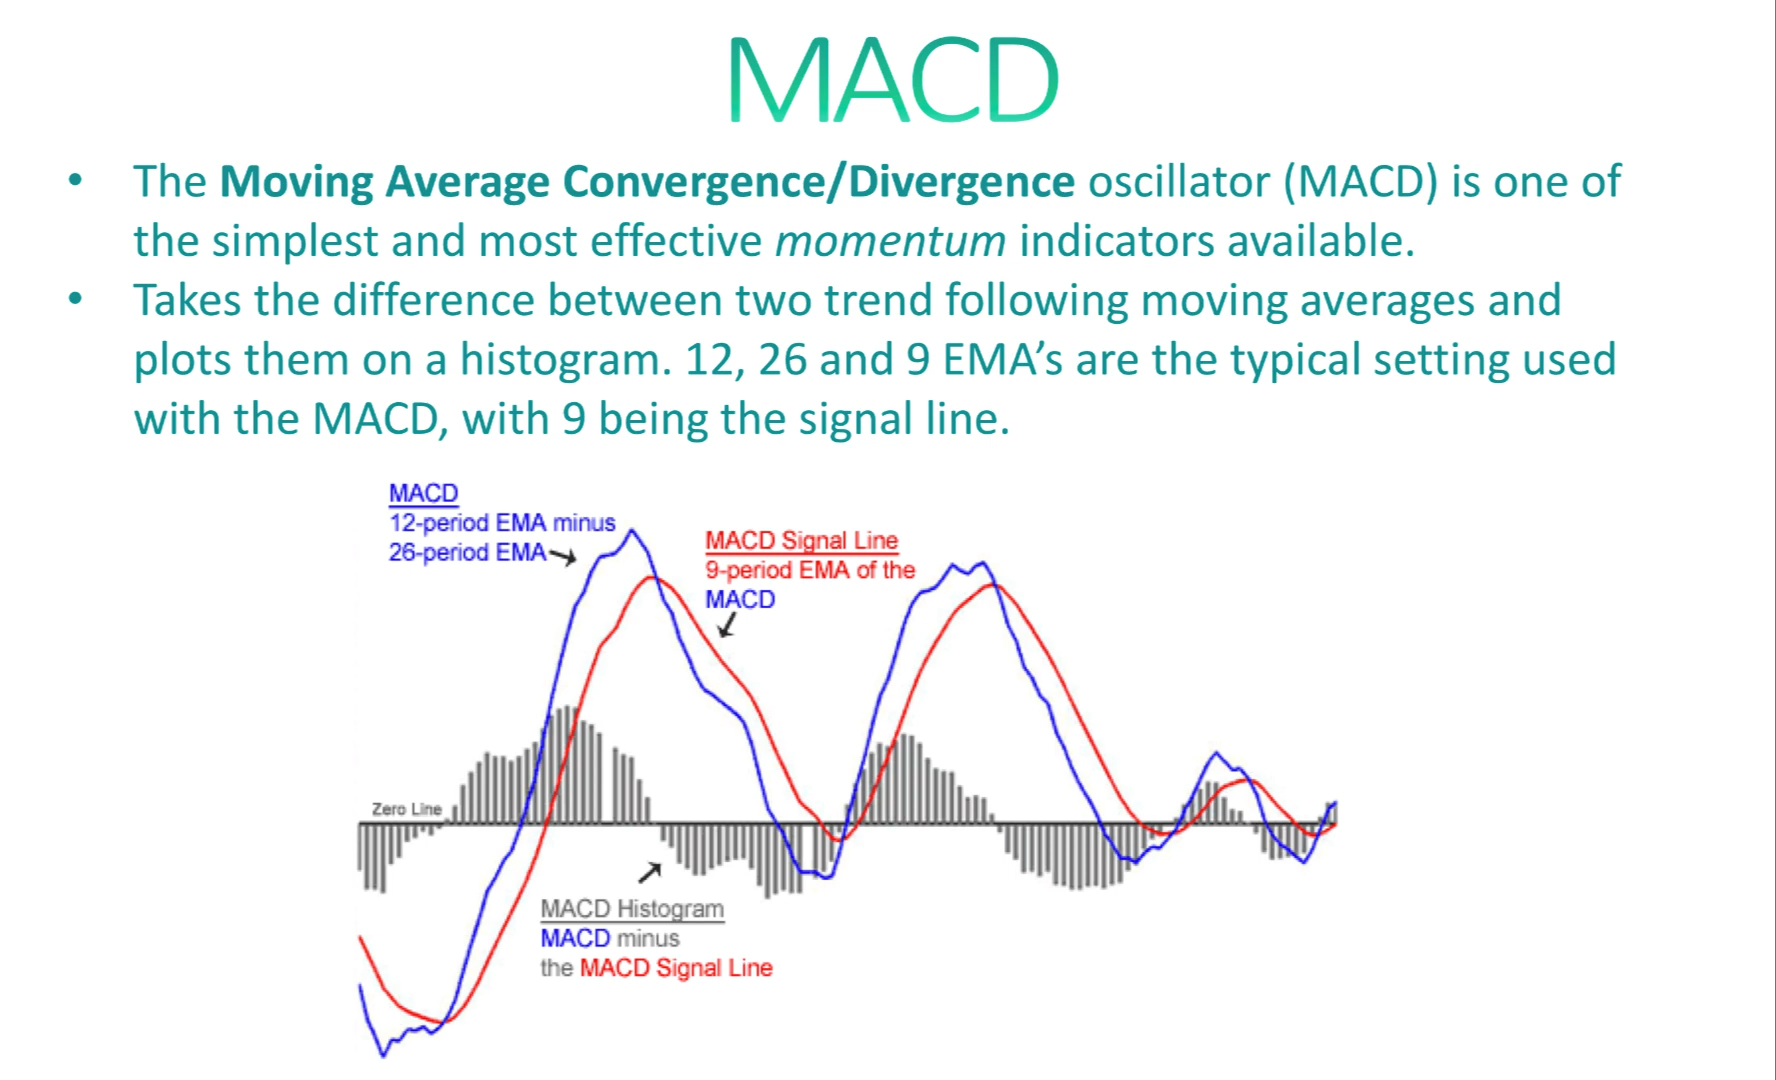 MACD
• The Moving Average Convergence/Divergence oscillator (MACD) is one of
the simplest and most effective momentum indicators available.
• Takes the difference between two trend following moving averages and
plots them on a histogram. 12, 26 and 9 EMA’s are the typical setting used
with the MACD, with 9 being the signal line.
MACD
12-period EMA minus
26-period EMA
MACD Signal Line
9-period EMA of the
MACD
Zero Line
MACD Histogram
MACD minus
the MACD Signal Line